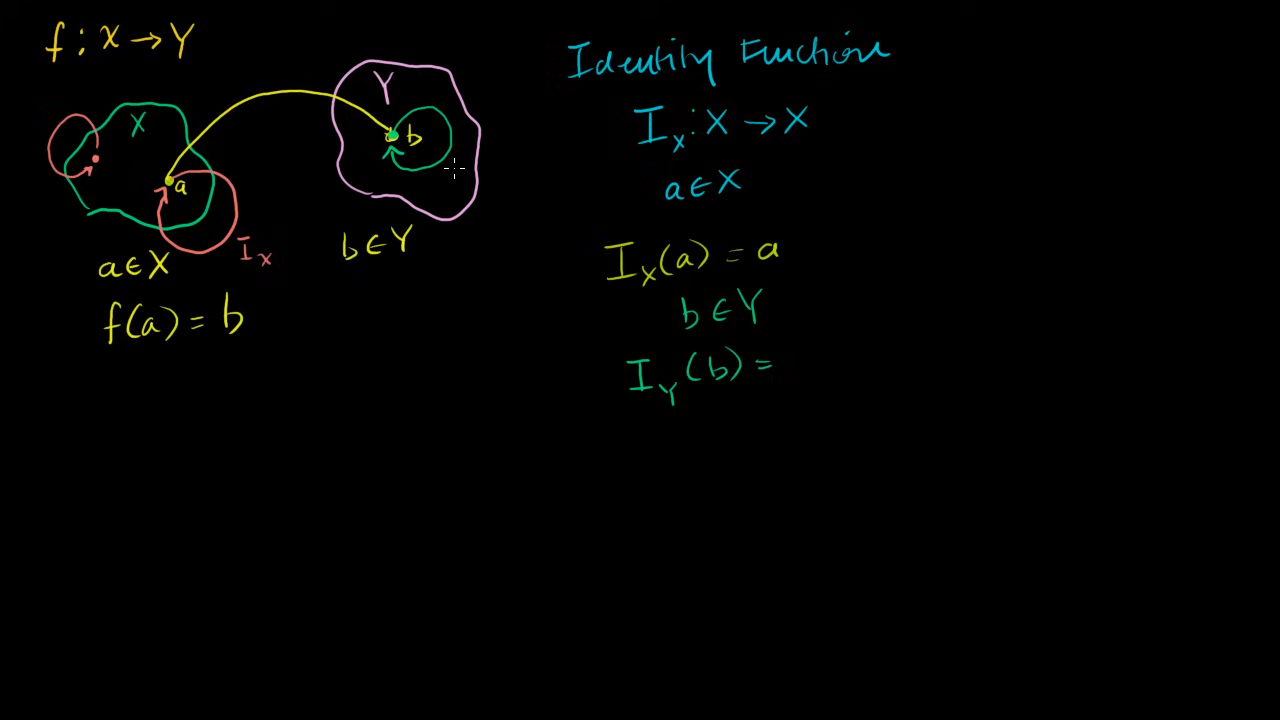 f : X → Y
X
a
I_X
a ∈ X
f(a) = b
Y
b
b ∈ Y
Identity Function
I_X : X → X
a ∈ X
I_X(a) = a
b ∈ Y
I_Y(b) =